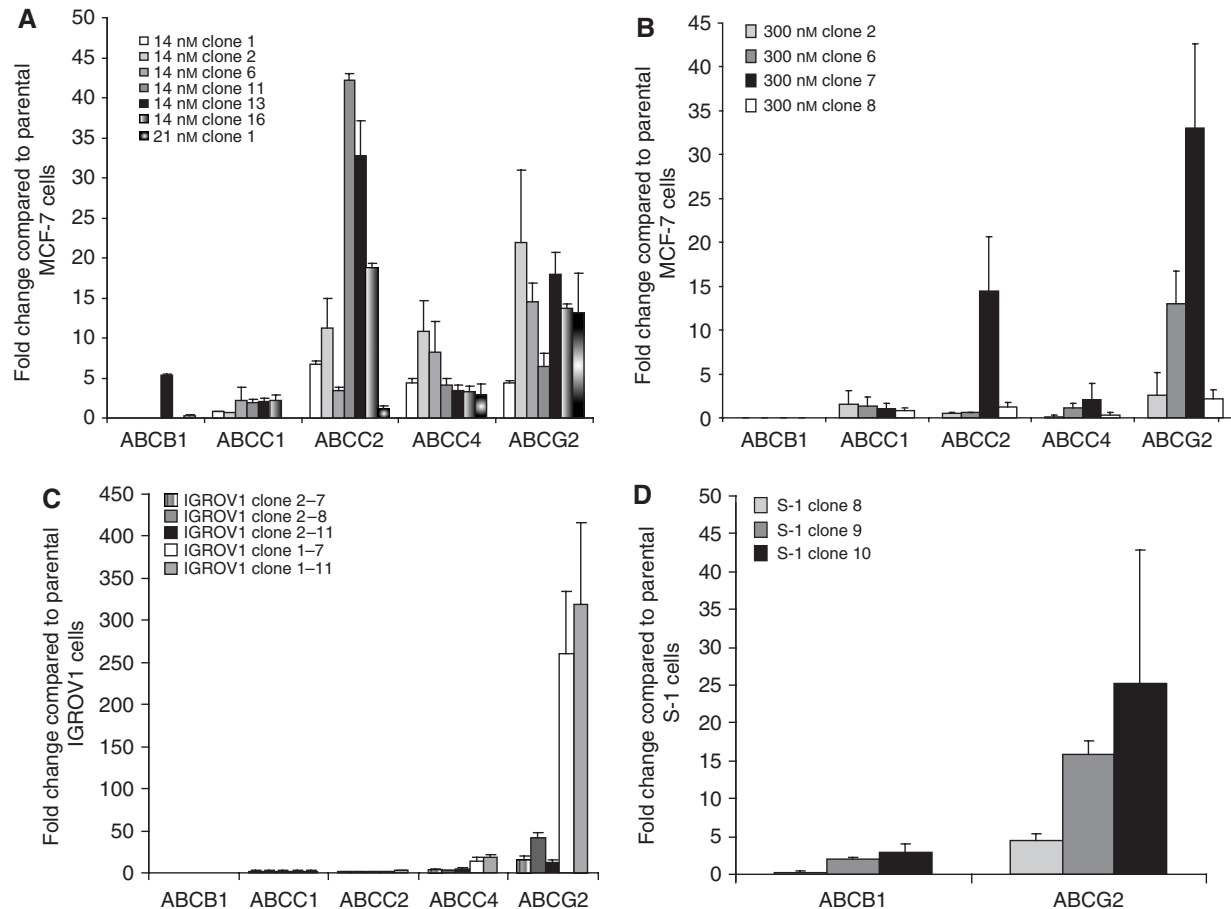 A
Fold change compared to parental
MCF-7 cells
50
45
40
35
30
25
20
15
10
5
0
14 nM clone 1
14 nM clone 2
14 nM clone 6
14 nM clone 11
14 nM clone 13
14 nM clone 16
21 nM clone 1
ABCB1 ABCC1 ABCC2 ABCC4 ABCG2
B
Fold change compared to parental
MCF-7 cells
45
40
35
30
25
20
15
10
5
0
300 nM clone 2
300 nM clone 6
300 nM clone 7
300 nM clone 8
ABCB1 ABCC1 ABCC2 ABCC4 ABCG2
C
Fold change compared to parental
IGROV1 cells
450
400
350
300
250
200
150
100
50
0
IGROV1 clone 2–7
IGROV1 clone 2–8
IGROV1 clone 2–11
IGROV1 clone 1–7
IGROV1 clone 1–11
ABCB1 ABCC1 ABCC2 ABCC4 ABCG2
D
Fold change compared to parental
S-1 cells
50
45
40
35
30
25
20
15
10
5
0
S-1 clone 8
S-1 clone 9
S-1 clone 10
ABCB1 ABCG2